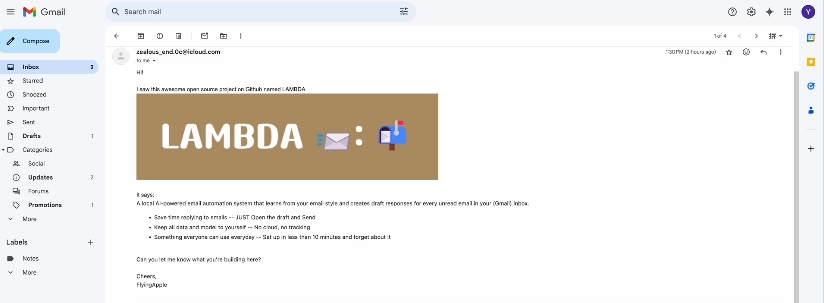 Gmail
Search mail
Y
Compose
Inbox 3
Starred
Snoozed
Important
Sent
Drafts 1
Categories
Social
Updates 2
Forums
Promotions 1
More
Labels
Notes
More
1 of 4
zealous_end.0c@icloud.com
1:30 PM (2 hours ago)
to me
Hi!
I saw this awesome open source project on Github named LAMBDA
LAMBDA :
It says:
A local AI-powered email automation system that learns from your email style and creates draft responses for every unread email in your (Gmail) inbox.
• Save time replying to emails -- JUST Open the draft and Send
• Keep all data and model to yourself -- No cloud, no tracking
• Something everyone can use everyday -- Set up in less than 10 minutes and forget about it
Can you let me know what you're building here?
Cheers,
FlyingApple